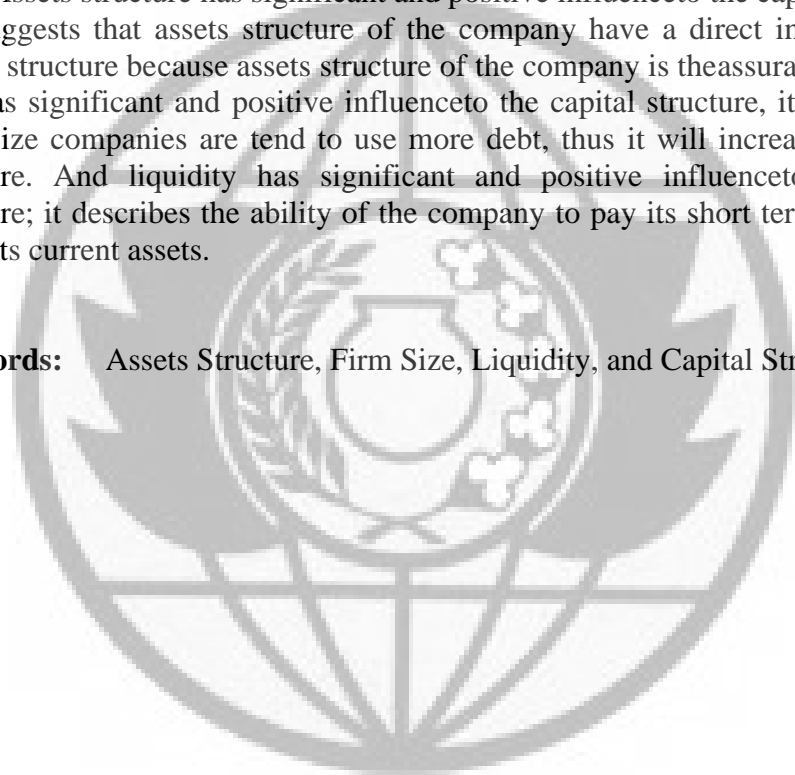 Assets structure has significant and positive influenceto the cap
ggests that assets structure of the company have a direct in
structure because assets structure of the company is theassura
as significant and positive influenceto the capital structure, it
ize companies are tend to use more debt, thus it will increa
re. And liquidity has significant and positive influenceto
re; it describes the ability of the company to pay its short ter
ts current assets.
ords: Assets Structure, Firm Size, Liquidity, and Capital Str